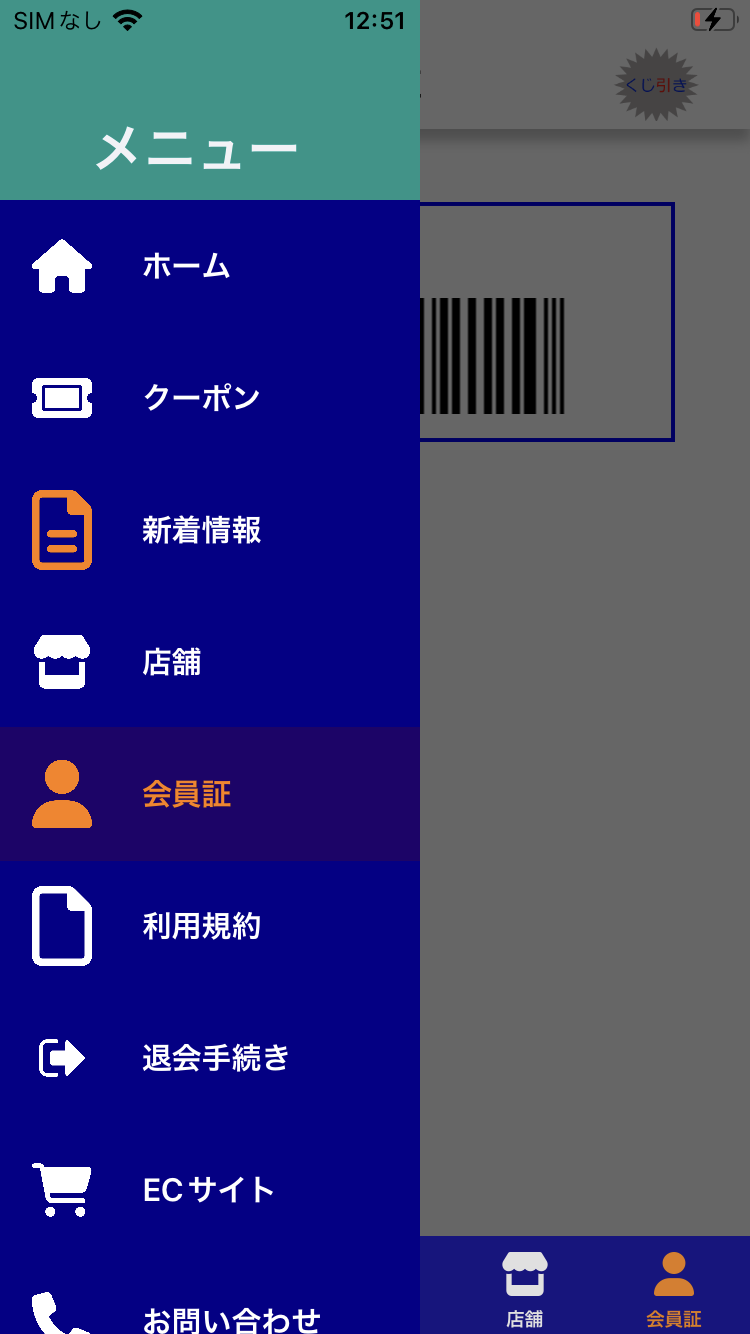 SIMなし 12:51
くじ引き
メニュー
ホーム
クーポン
新着情報
店舗
会員証
利用規約
退会手続き
ECサイト
お問い合わせ
店舗
会員証